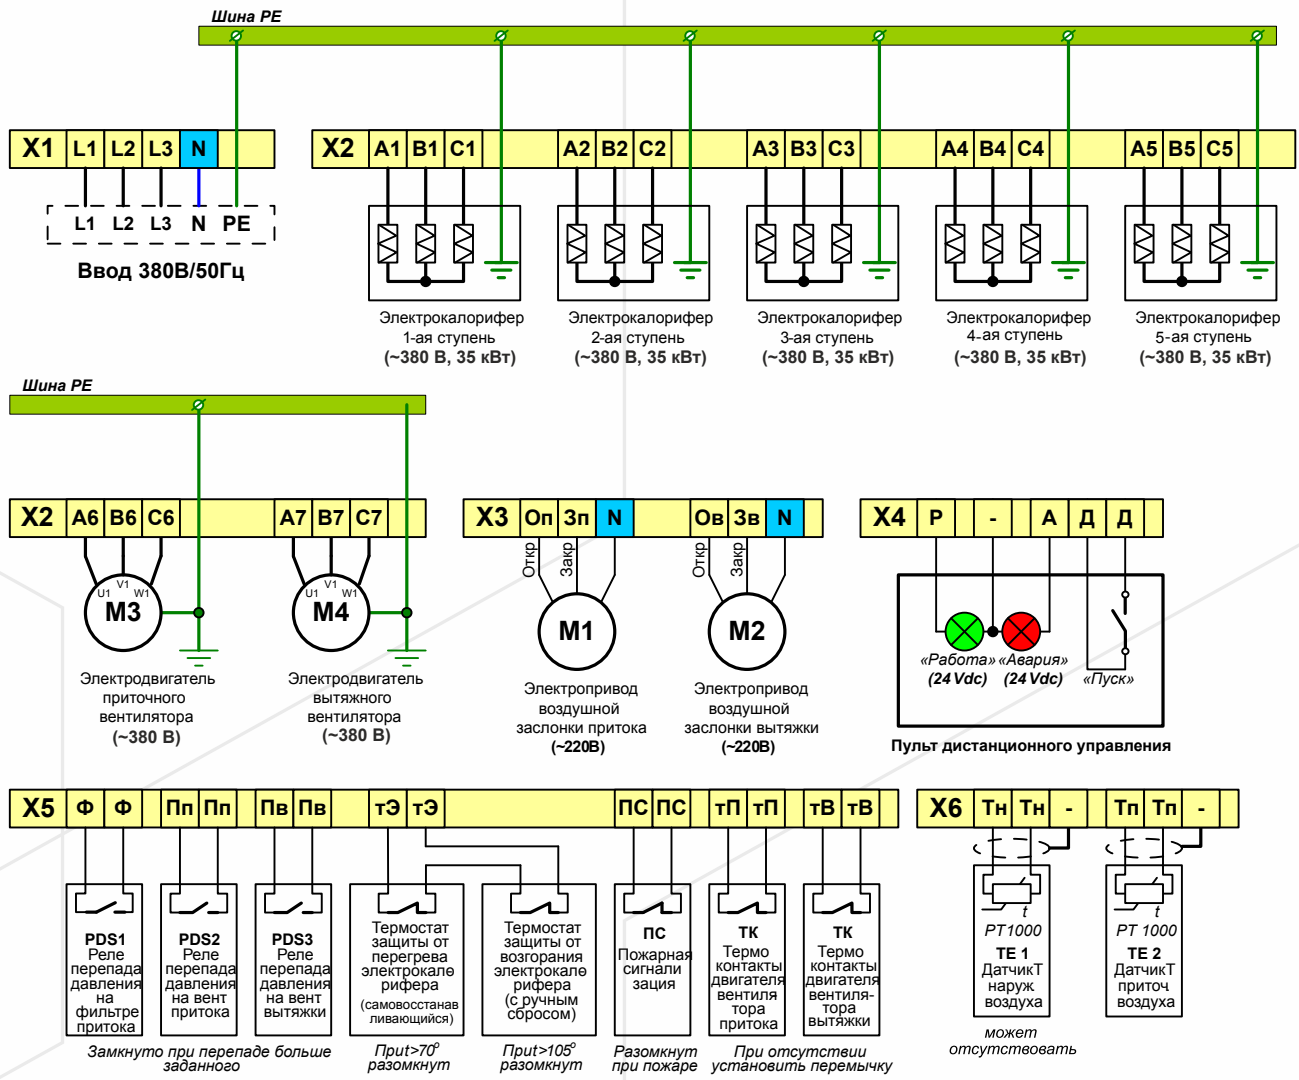 Шина PE
X1 L1 L2 L3 N
X2 A1 B1 C1 A2 B2 C2 A3 B3 C3 A4 B4 C4 A5 B5 C5
L1 L2 L3 N PE
Ввод 380В/50Гц
Электрокалорифер
1-ая ступень
(~380 В, 35 кВт)
Электрокалорифер
2-ая ступень
(~380 В, 35 кВт)
Электрокалорифер
3-ая ступень
(~380 В, 35 кВт)
Электрокалорифер
4-ая ступень
(~380 В, 35 кВт)
Электрокалорифер
5-ая ступень
(~380 В, 35 кВт)
Шина PE
X2 A6 B6 C6 A7 B7 C7
U1 V1 W1
M3
Электродвигатель
приточного
вентилятора
(~380 В)
U1 V1 W1
M4
Электродвигатель
вытяжного
вентилятора
(~380 В)
X3 Оп Зп N Ов Зв N
Откр Закр
M1
Электропривод
воздушной
заслонки притока
(~220В)
Откр Закр
M2
Электропривод
воздушной
заслонки вытяжки
(~220В)
X4 Р - А Д Д
«Работа» «Авария»
(24 Vdc) (24 Vdc) «Пуск»
Пульт дистанционного управления
X5 Ф Ф Пп Пп Пв Пв тЭ тЭ ПС ПС тП тП тВ тВ
PDS1
Реле
перепада
давления
на
фильтре
притока
PDS2
Реле
перепада
давления
на вент
притока
PDS3
Реле
перепада
давления
на вент
вытяжки
Замкнуто при перепаде больше
заданного
Термостат
защиты от
перегрева
электрокало
рифера
(самовосстанав
ливающийся)
При t>70°
разомкнут
Термостат
защиты от
возгорания
электрокало
рифера
(с ручным
сбросом)
При t>105°
разомкнут
ПС
Пожарная
сигнали
зация
Разомкнут
при пожаре
ТК
Термо
контакты
двигателя
вентиля
тора
притока
ТК
Термо
контакты
двигателя
вентиля-
тора
вытяжки
При отсутствии
установить перемычку
X6 Тн Тн - Тп Тп -
t
PT1000
TE 1
Датчик Т
наруж
воздуха
может
отсутствовать
t
PT 1000
TE 2
Датчик Т
приточ
воздуха